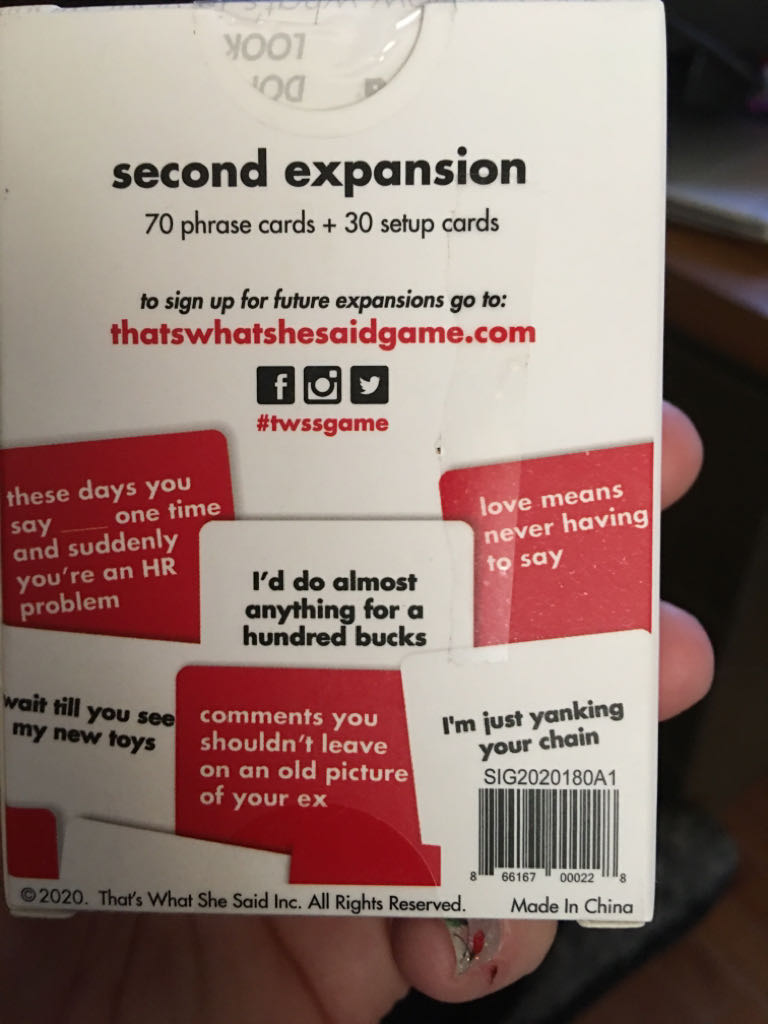 LOOK
second expansion
70 phrase cards + 30 setup cards
to sign up for future expansions go to:
thatswhatshesaidgame.com
#twssgame
these days you
say ____ one time
and suddenly
you're an HR
problem
I'd do almost
anything for a
hundred bucks
love means
never having
to say
wait till you see
my new toys
comments you
shouldn't leave
on an old picture
of your ex
I'm just yanking
your chain
SIG2020180A1
8 66167 00022 8
©2020. That's What She Said Inc. All Rights Reserved.
Made In China